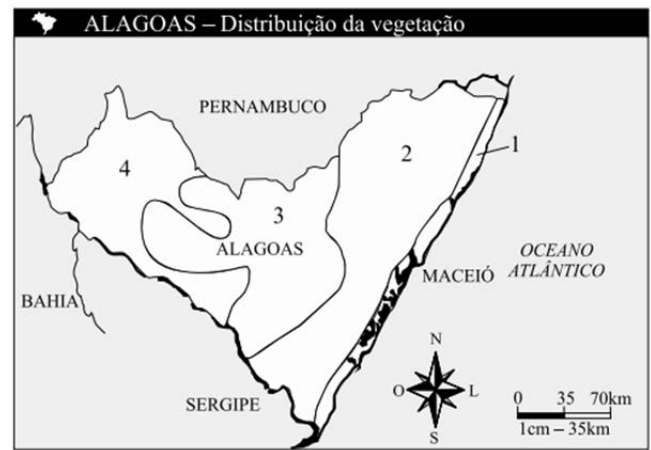 ALAGOAS – Distribuição da vegetação
PERNAMBUCO
2
1
4
3
ALAGOAS
OCEANO
ATLÂNTICO
MACEIÓ
BAHIA
N
O
L
S
SERGIPE
0 35 70km
1cm – 35km